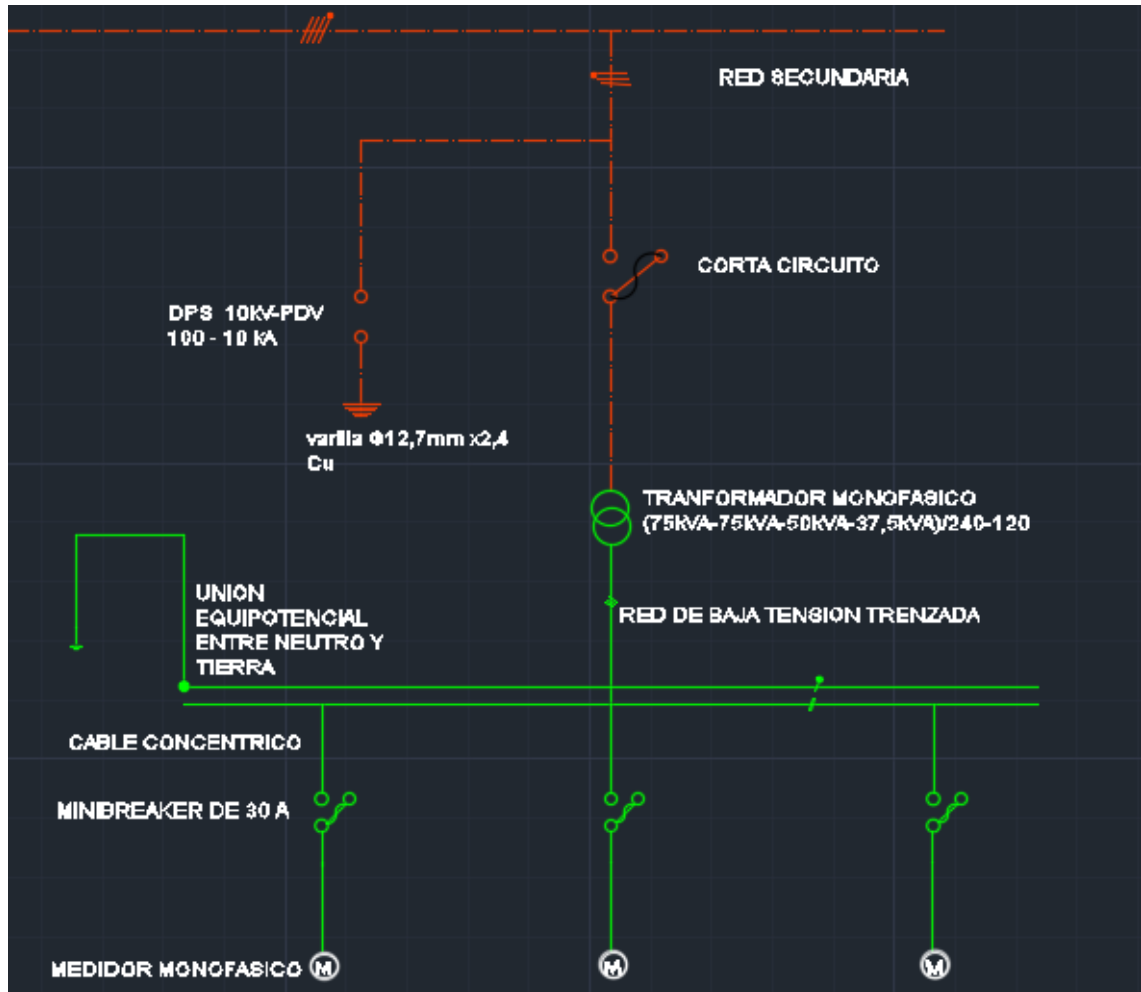 RED SECUNDARIA
CORTA CIRCUITO
DPS 10KV-PDV
100 - 10 kA
varilla Φ12,7mm x2,4
Cu
TRANFORMADOR MONOFASICO
(75KVA-75KVA-50KVA-37,5KVA)/240-120
UNION
EQUIPOTENCIAL
ENTRE NEUTRO Y
TIERRA
RED DE BAJA TENSION TRENZADA
CABLE CONCENTRICO
MINIBREAKER DE 30 A
MEDIDOR MONOFASICO M M M